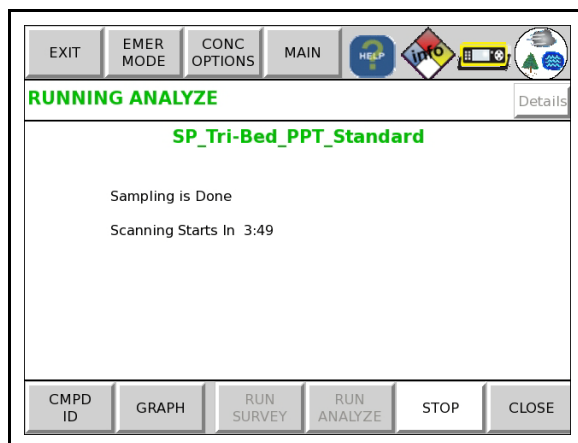 EXIT
EMER
MODE
CONC
OPTIONS
MAIN
HELP
info
RUNNING ANALYZE
Details
SP_Tri-Bed_PPT_Standard
Sampling is Done
Scanning Starts In 3:49
CMPD
ID
GRAPH
RUN
SURVEY
RUN
ANALYZE
STOP
CLOSE